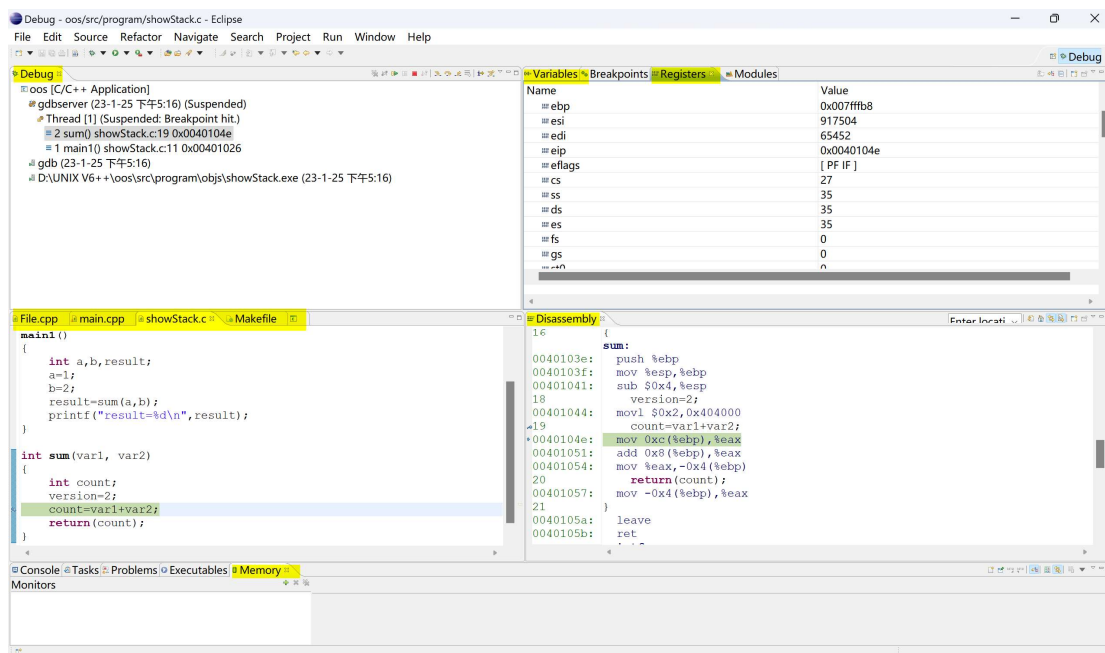 Debug - oos/src/program/showStack.c - Eclipse
File Edit Source Refactor Navigate Search Project Run Window Help
Debug
Debug
oos [C/C++ Application]
gdbserver (23-1-25 下午5:16) (Suspended)
Thread [1] (Suspended: Breakpoint hit.)
2 sum() showStack.c:19 0x0040104e
1 main1() showStack.c:11 0x00401026
gdb (23-1-25 下午5:16)
D:\UNIX V6++\oos\src\program\objs\showStack.exe (23-1-25 下午5:16)
Variables Breakpoints Registers Modules
Name Value
ebp 0x007fffb8
esi 917504
edi 65452
eip 0x0040104e
eflags [ PF IF ]
cs 27
ss 35
ds 35
es 35
fs 0
gs 0
st0 0
File.cpp main.cpp showStack.c Makefile
main1()
{
int a,b,result;
a=1;
b=2;
result=sum(a,b);
printf("result=%d\n",result);
}
int sum(var1, var2)
{
int count;
version=2;
count=var1+var2;
return(count);
}
Disassembly
Enter locati
16 {
sum:
0040103e: push %ebp
0040103f: mov %esp,%ebp
00401041: sub $0x4,%esp
18 version=2;
00401044: movl $0x2,0x404000
19 count=var1+var2;
0040104e: mov 0xc(%ebp),%eax
00401051: add 0x8(%ebp),%eax
00401054: mov %eax,-0x4(%ebp)
20 return(count);
00401057: mov -0x4(%ebp),%eax
21 }
0040105a: leave
0040105b: ret
Console Tasks Problems Executables Memory
Monitors